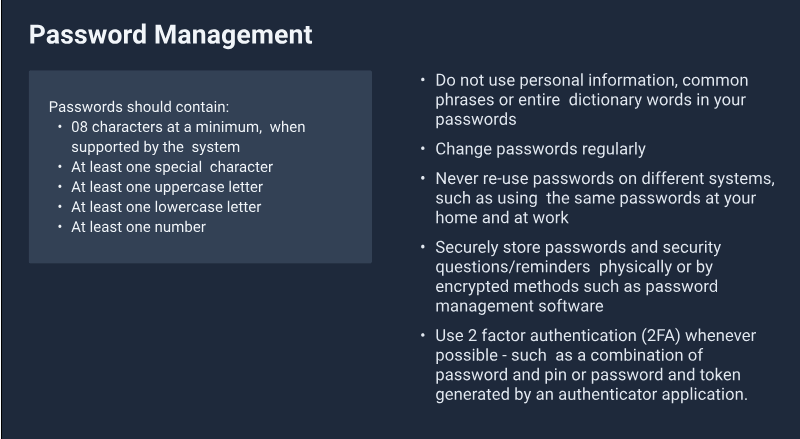 Password Management
Passwords should contain:
• 08 characters at a minimum, when
supported by the system
• At least one special character
• At least one uppercase letter
• At least one lowercase letter
• At least one number
• Do not use personal information, common
phrases or entire dictionary words in your
passwords
• Change passwords regularly
• Never re-use passwords on different systems,
such as using the same passwords at your
home and at work
• Securely store passwords and security
questions/reminders physically or by
encrypted methods such as password
management software
• Use 2 factor authentication (2FA) whenever
possible - such as a combination of
password and pin or password and token
generated by an authenticator application.